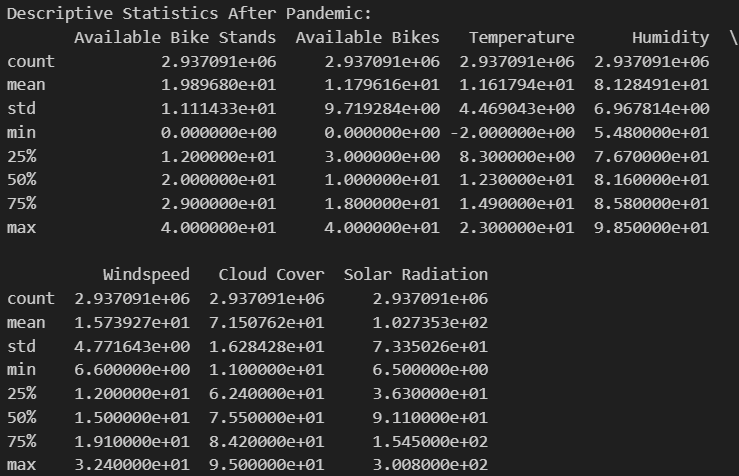 Descriptive Statistics After Pandemic:
       Available Bike Stands  Available Bikes   Temperature      Humidity  \
count           2.937091e+06     2.937091e+06  2.937091e+06  2.937091e+06
mean            1.989680e+01     1.179616e+01  1.161794e+01  8.128491e+01
std             1.111433e+01     9.719284e+00  4.469043e+00  6.967814e+00
min             0.000000e+00     0.000000e+00 -2.000000e+00  5.480000e+01
25%             1.200000e+01     3.000000e+00  8.300000e+00  7.670000e+01
50%             2.000000e+01     1.000000e+01  1.230000e+01  8.160000e+01
75%             2.900000e+01     1.800000e+01  1.490000e+01  8.580000e+01
max             4.000000e+01     4.000000e+01  2.300000e+01  9.850000e+01
          Windspeed   Cloud Cover  Solar Radiation
count  2.937091e+06  2.937091e+06     2.937091e+06
mean   1.573927e+01  7.150762e+01     1.027353e+02
std    4.771643e+00  1.628428e+01     7.335026e+01
min    6.600000e+00  1.100000e+01     6.500000e+00
25%    1.200000e+01  6.240000e+01     3.630000e+01
50%    1.500000e+01  7.550000e+01     9.110000e+01
75%    1.910000e+01  8.420000e+01     1.545000e+02
max    3.240000e+01  9.500000e+01     3.008000e+02